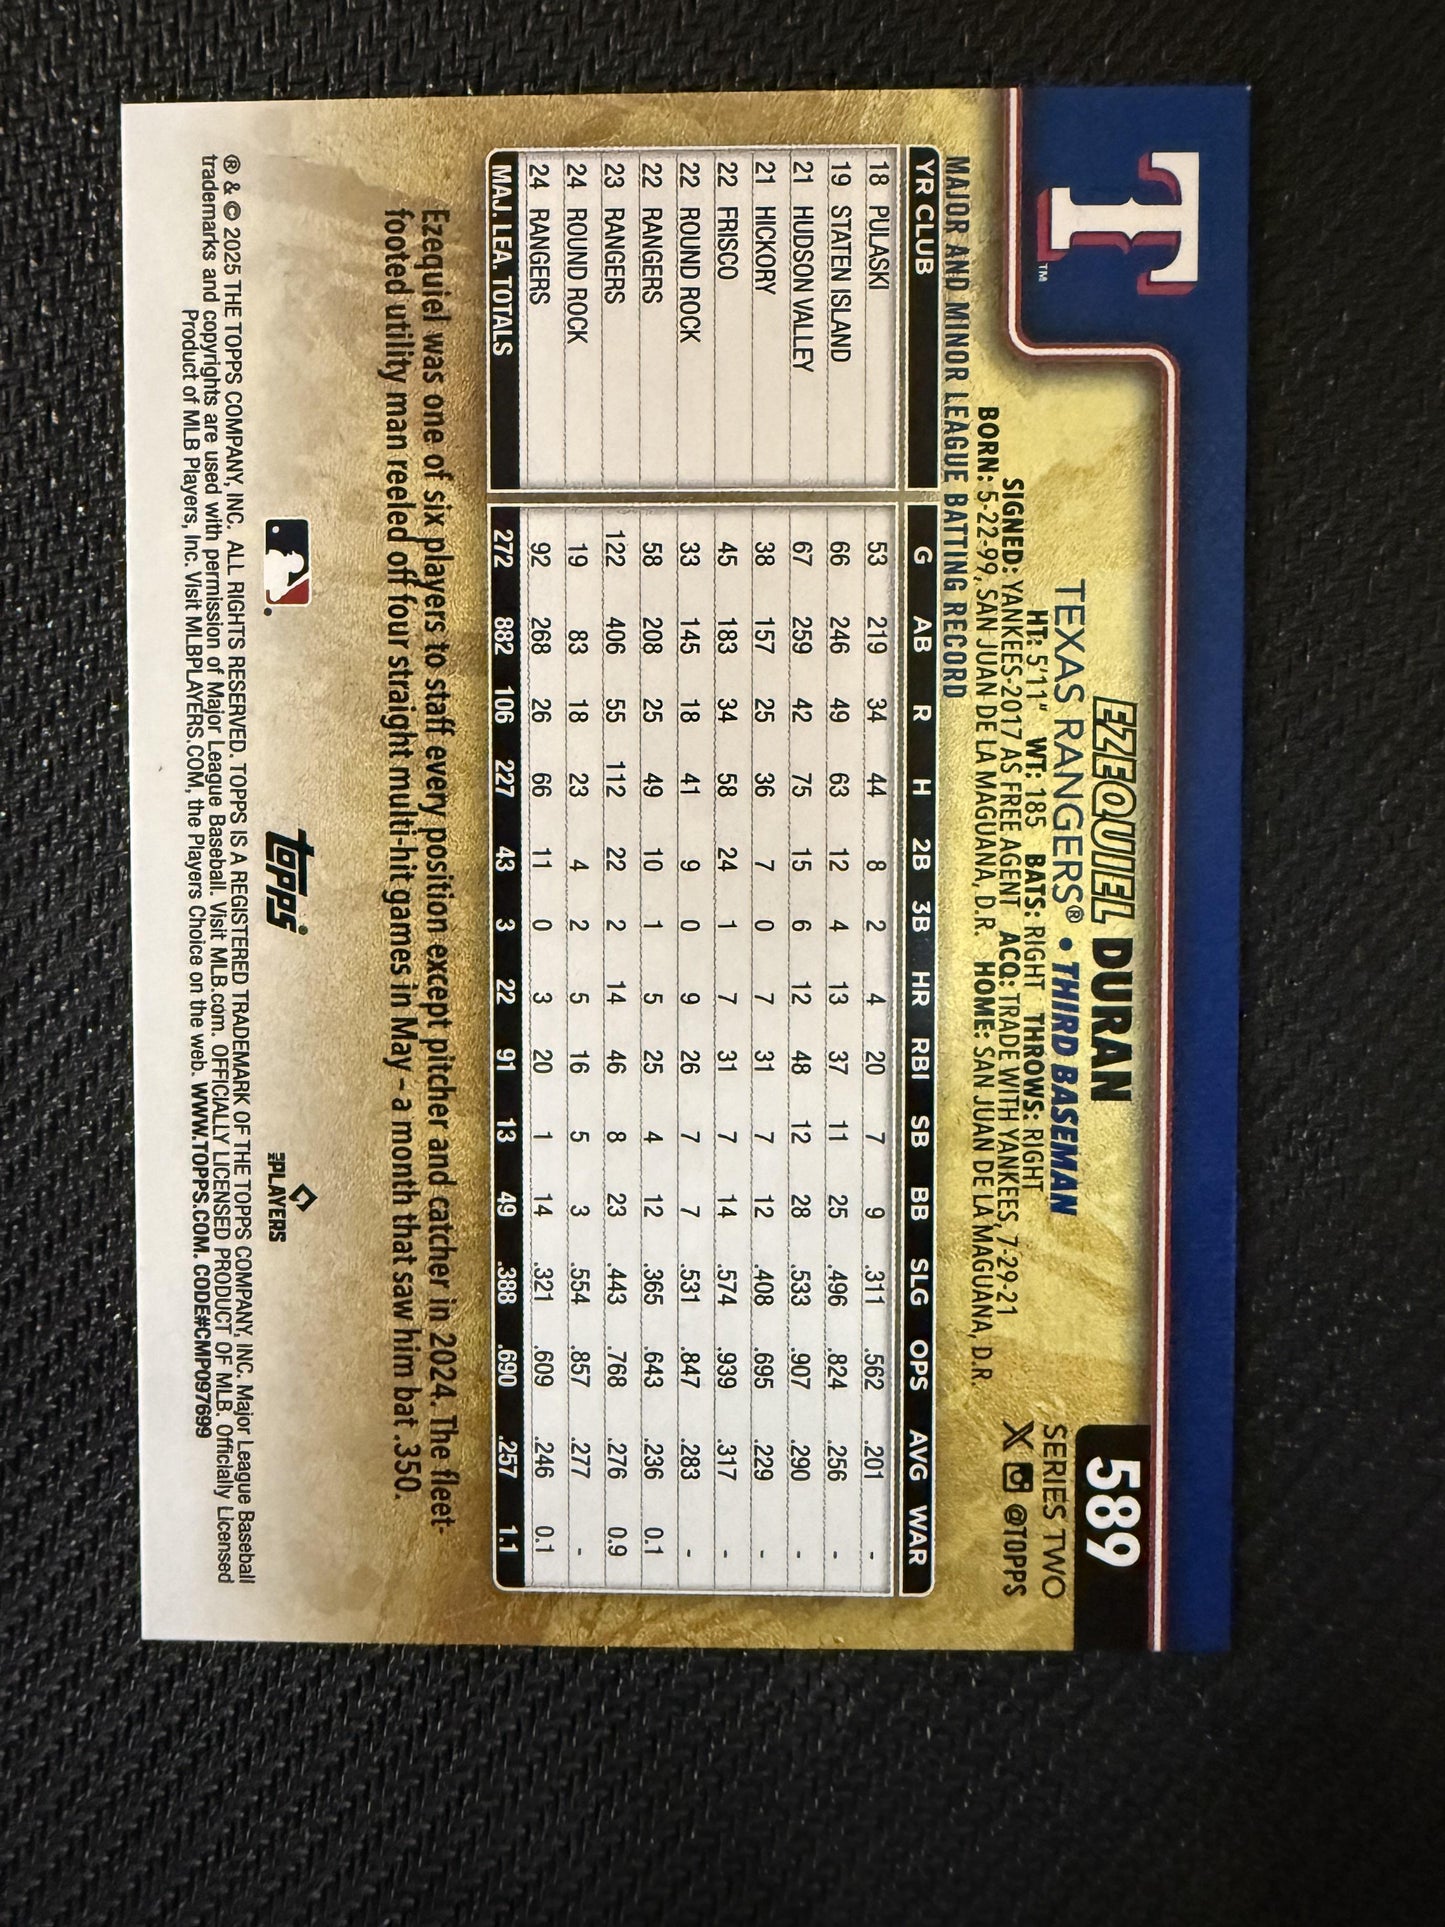 T™
589
SERIES TWO
X @TOPPS
EZEQUIEL DURAN
TEXAS RANGERS® • THIRD BASEMAN
HT: 5'11" WT: 185 BATS: RIGHT THROWS: RIGHT
SIGNED: YANKEES-2017 AS FREE AGENT ACQ: TRADE WITH YANKEES, 7-29-21
BORN: 5-22-99, SAN JUAN DE LA MAGUANA, D.R. HOME: SAN JUAN DE LA MAGUANA, D.R.
MAJOR AND MINOR LEAGUE BATTING RECORD
YR CLUB G AB R H 2B 3B HR RBI SB BB SLG OPS AVG WAR
18 PULASKI 53 219 34 44 8 2 4 20 7 9 .311 .562 .201 -
19 STATEN ISLAND 66 246 49 63 12 4 13 37 11 25 .496 .824 .256 -
21 HUDSON VALLEY 67 259 42 75 15 6 12 48 12 28 .533 .907 .290 -
21 HICKORY 38 157 25 36 7 0 7 31 7 12 .408 .695 .229 -
22 FRISCO 45 183 34 58 24 1 7 31 7 14 .574 .939 .317 -
22 ROUND ROCK 33 145 18 41 9 0 9 26 7 7 .531 .847 .283 -
22 RANGERS 58 208 25 49 10 1 5 25 4 12 .365 .643 .236 0.1
23 RANGERS 122 406 55 112 22 2 14 46 8 23 .443 .768 .276 0.9
24 ROUND ROCK 19 83 18 23 4 2 5 16 5 3 .554 .857 .277 -
24 RANGERS 92 268 26 66 11 0 3 20 1 14 .321 .609 .246 0.1
MAJ. LEA. TOTALS 272 882 106 227 43 3 22 91 13 49 .388 .690 .257 1.1
Ezequiel was one of six players to staff every position except pitcher and catcher in 2024. The fleet-
footed utility man reeled off four straight multi-hit games in May – a month that saw him bat .350.
topps
MLB PLAYERS
® & © 2025 THE TOPPS COMPANY, INC. ALL RIGHTS RESERVED. TOPPS IS A REGISTERED TRADEMARK OF THE TOPPS COMPANY, INC. Major League Baseball
trademarks and copyrights are used with permission of Major League Baseball. Visit MLB.com. OFFICIALLY LICENSED PRODUCT OF MLB. Officially Licensed
Product of MLB Players, Inc. Visit MLBPLAYERS.COM, the Players Choice on the web. WWW.TOPPS.COM. CODE#CMP097699